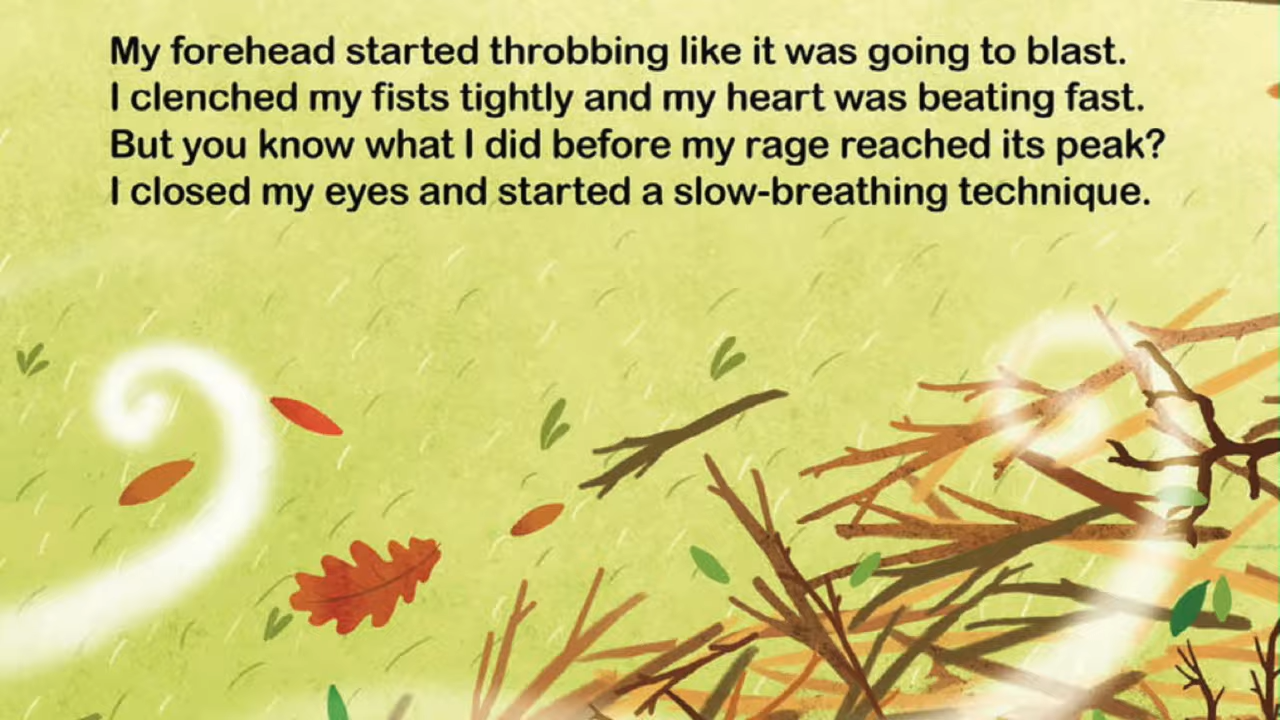 My forehead started throbbing like it was going to blast.
I clenched my fists tightly and my heart was beating fast.
But you know what I did before my rage reached its peak?
I closed my eyes and started a slow-breathing technique.